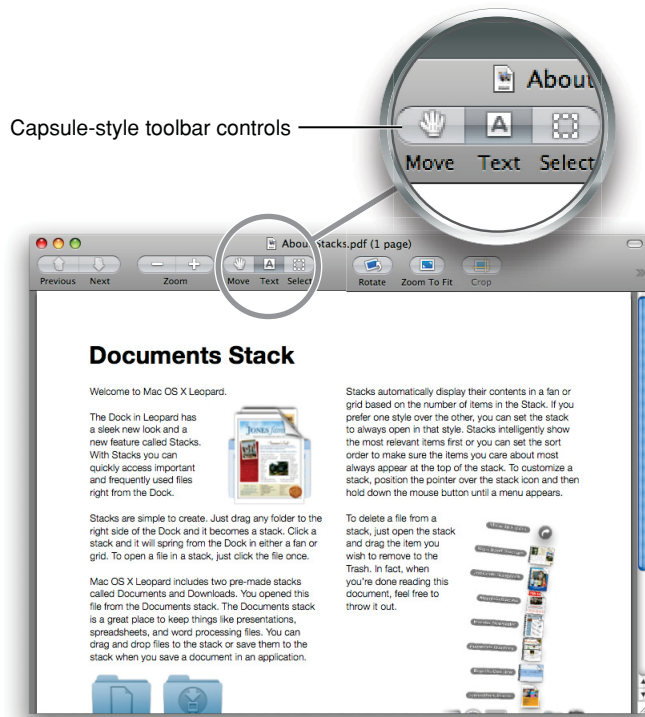 About
Capsule-style toolbar controls
Move Text Select
About Stacks.pdf (1 page)
Previous Next Zoom Move Text Select Rotate Zoom To Fit Crop
Documents Stack
Welcome to Mac OS X Leopard.
The Dock in Leopard has
a sleek new look and a
new feature called Stacks.
With Stacks you can
quickly access important
and frequently used files
right from the Dock.
Stacks are simple to create. Just drag any folder to the
right side of the Dock and it becomes a stack. Click a
stack and it will spring from the Dock in either a fan or
grid. To open a file in a stack, just click the file once.
Mac OS X Leopard includes two pre-made stacks
called Documents and Downloads. You opened this
file from the Documents stack. The Documents stack
is a great place to keep things like presentations,
spreadsheets, and word processing files. You can
drag and drop files to the stack or save them to the
stack when you save a document in an application.
Stacks automatically display their contents in a fan or
grid based on the number of items in the Stack. If you
prefer one style over the other, you can set the stack
to always open in that style. Stacks intelligently show
the most relevant items first or you can set the sort
order to make sure the items you care about most
always appear at the top of the stack. To customize a
stack, position the pointer over the stack icon and then
hold down the mouse button until a menu appears.
To delete a file from a
stack, just open the stack
and drag the item you
wish to remove to the
Trash. In fact, when
you're done reading this
document, feel free to
throw it out.